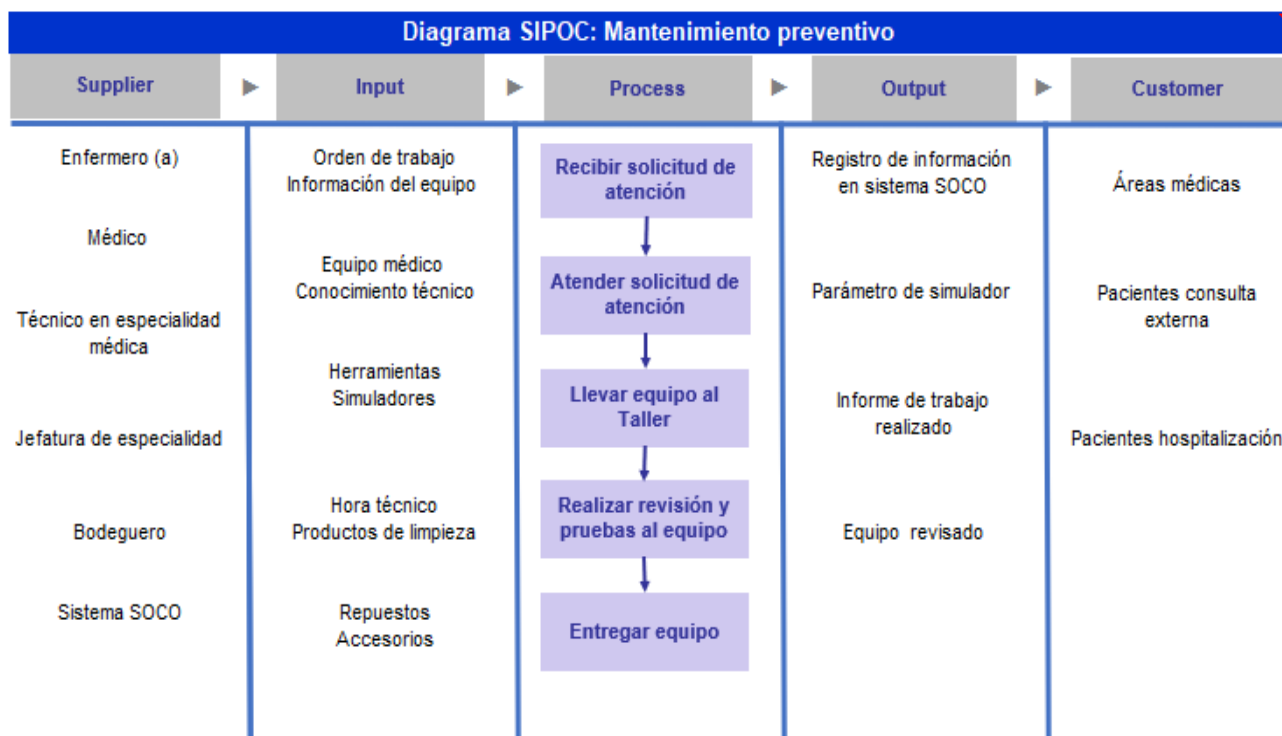 Diagrama SIPOC: Mantenimiento preventivo
Supplier
Input
Process
Output
Customer
Enfermero (a)
Médico
Técnico en especialidad
médica
Jefatura de especialidad
Bodeguero
Sistema SOCO
Orden de trabajo
Información del equipo
Equipo médico
Conocimiento técnico
Herramientas
Simuladores
Hora técnico
Productos de limpieza
Repuestos
Accesorios
Recibir solicitud de
atención
Atender solicitud de
atención
Llevar equipo al
Taller
Realizar revisión y
pruebas al equipo
Entregar equipo
Registro de información
en sistema SOCO
Parámetro de simulador
Informe de trabajo
realizado
Equipo revisado
Áreas médicas
Pacientes consulta
externa
Pacientes hospitalización